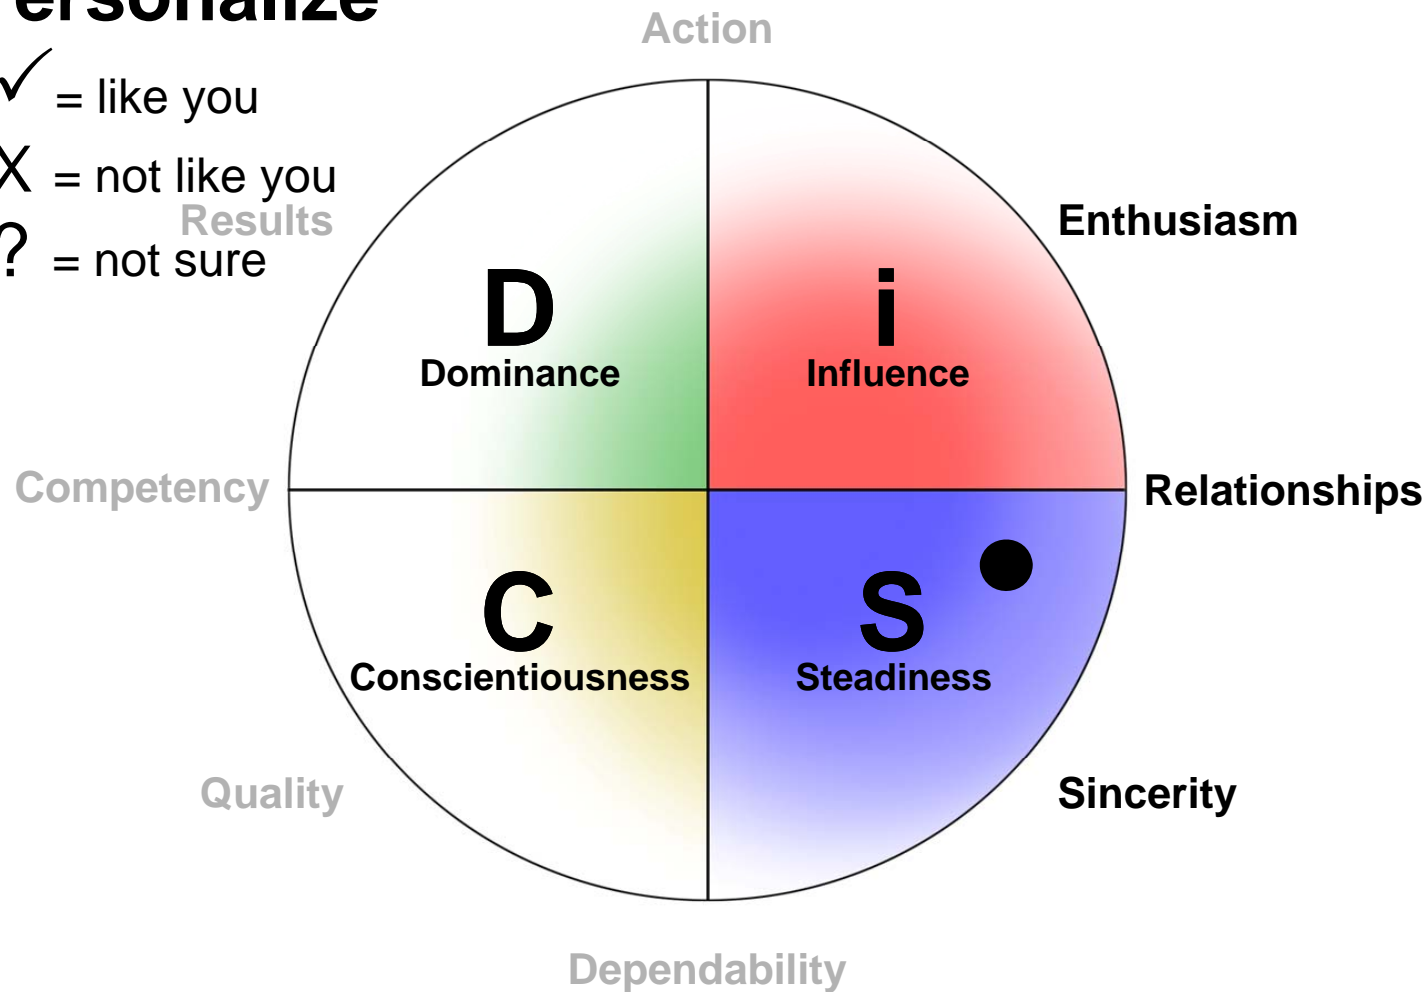 ersonalize
✓ = like you
X = not like you
? = not sure
Action
Results
Enthusiasm
D
Dominance
i
Influence
Competency
Relationships
C
Conscientiousness
S
Steadiness
Quality
Sincerity
Dependability